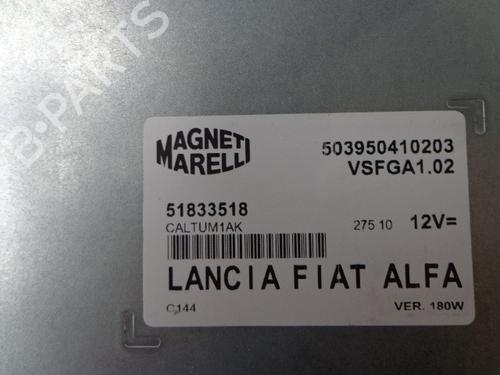 B-PARTS
MAGNETI
MARELLI
503950410203
VSFGA1.02
51833518
CALTUM1AK
275 10 12V=
LANCIA FIAT ALFA
C144
VER. 180W